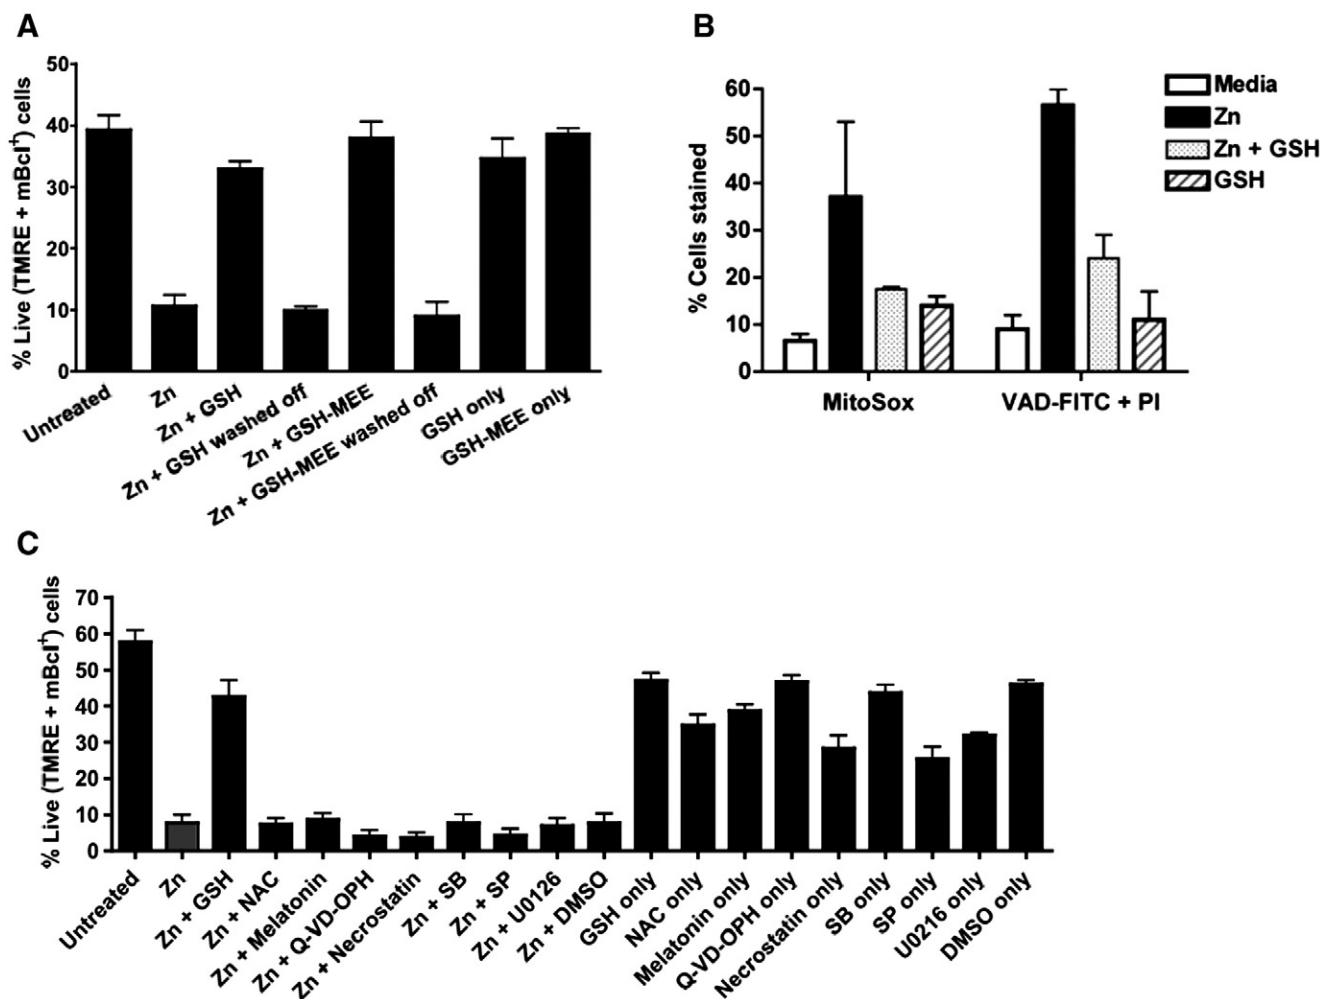 A
% Live (TMRE + mBcl⁺) cells
50
40
30
20
10
0
Untreated
Zn
Zn + GSH
Zn + GSH washed off
Zn + GSH-MEE
Zn + GSH-MEE washed off
GSH only
GSH-MEE only
B
% Cells stained
60
50
40
30
20
10
0
MitoSox
VAD-FITC + PI
Media
Zn
Zn + GSH
GSH
C
% Live (TMRE + mBcl⁺) cells
70
60
50
40
30
20
10
0
Untreated
Zn
Zn + GSH
Zn + NAC
Zn + Melatonin
Zn + Q-VD-OPH
Zn + Necrostatin
Zn + SB
Zn + SP
Zn + U0126
Zn + DMSO
GSH only
NAC only
Melatonin only
Q-VD-OPH only
Necrostatin only
SB only
SP only
U0216 only
DMSO only